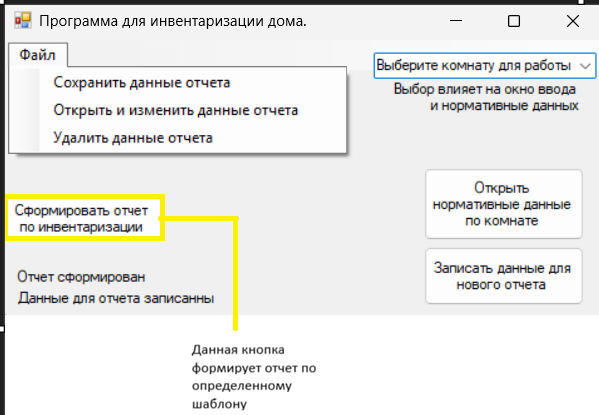 Программа для инвентаризации дома.
Файл
Сохранить данные отчета
Открыть и изменить данные отчета
Удалить данные отчета
Выберите комнату для работы
Выбор влияет на окно ввода
и нормативные данных
Открыть
нормативные данные
по комнате
Сформировать отчет
по инвентаризации
Записать данные для
нового отчета
Отчет сформирован
Данные для отчета записанны
Данная кнопка
формирует отчет по
определенному
шаблону